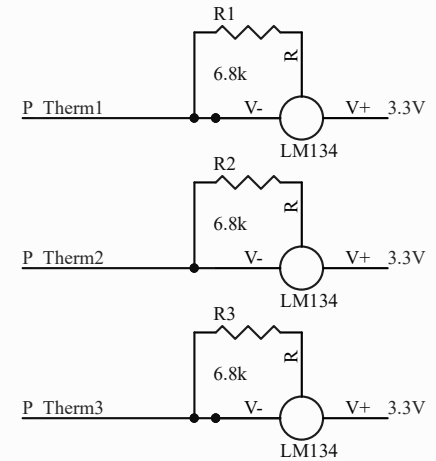 R1
R
6.8k
P Therm1 V- V+ 3.3V
LM134
R2
R
6.8k
P Therm2 V- V+ 3.3V
LM134
R3
R
6.8k
P Therm3 V- V+ 3.3V
LM134